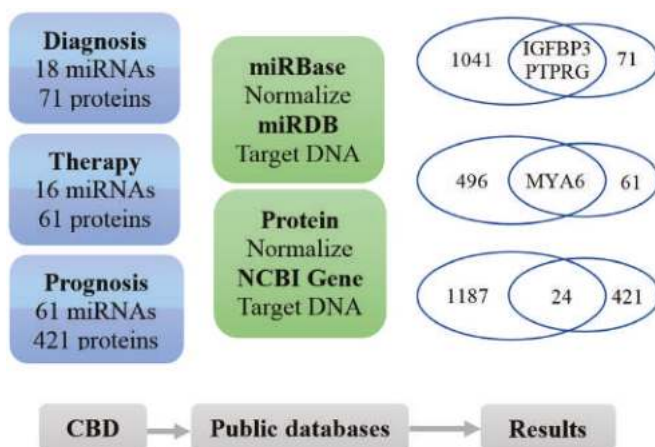 Diagnosis
18 miRNAs
71 proteins
Therapy
16 miRNAs
61 proteins
Prognosis
61 miRNAs
421 proteins
miRBase
Normalize
miRDB
Target DNA
Protein
Normalize
NCBI Gene
Target DNA
1041
IGFBP3
PTPRG
71
496
MYA6
61
1187
24
421
CBD
Public databases
Results